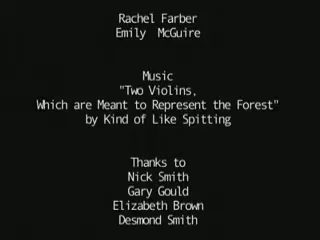 Rachel Farber
Emily McGuire
Music
"Two Violins,
Which are Meant to Represent the Forest"
by Kind of Like Spitting
Thanks to
Nick Smith
Gary Gould
Elizabeth Brown
Desmond Smith